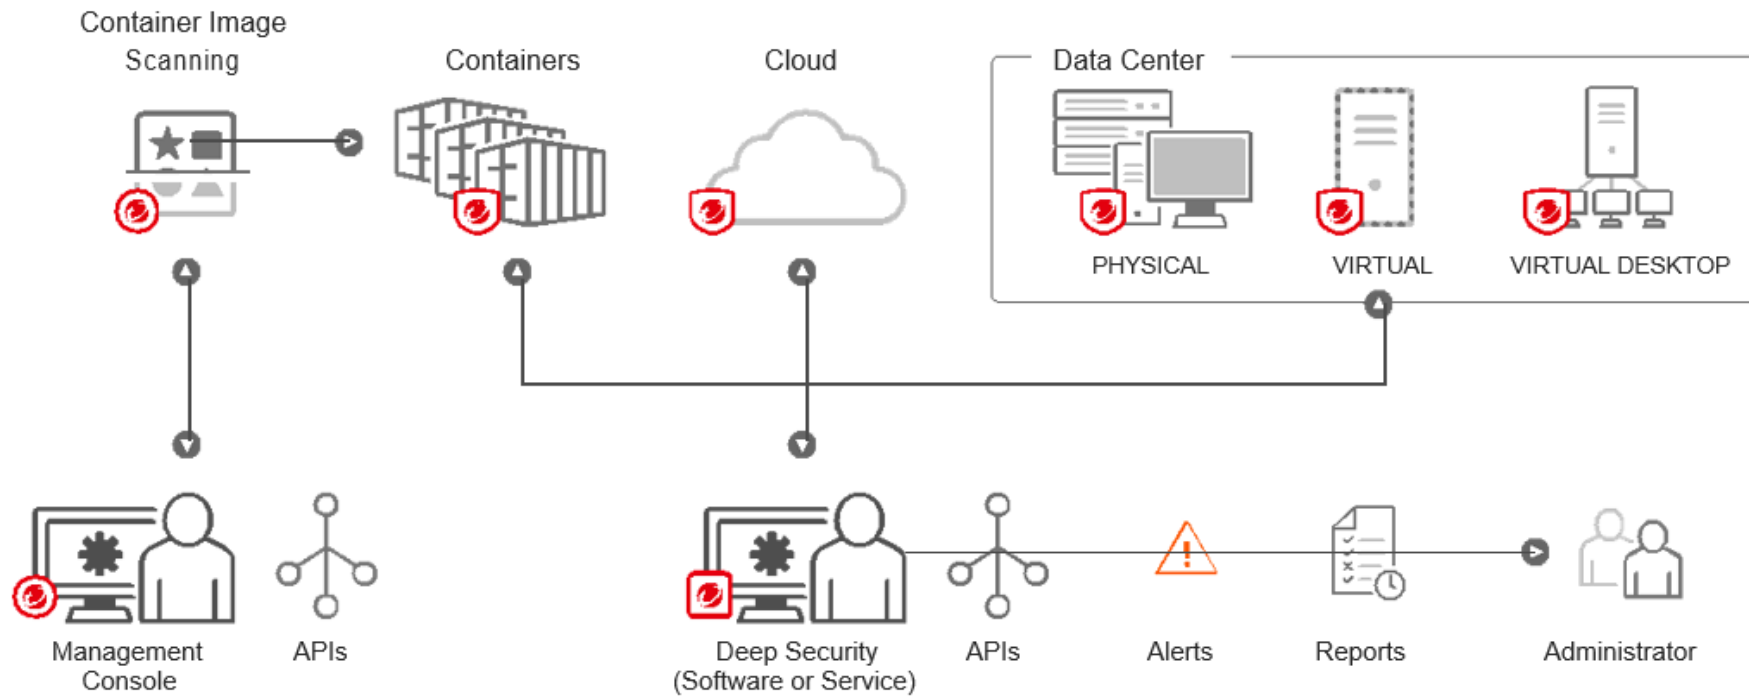 Container Image
Scanning
Containers
Cloud
Data Center
PHYSICAL
VIRTUAL
VIRTUAL DESKTOP
Management
Console
APIs
Deep Security
(Software or Service)
APIs
Alerts
Reports
Administrator